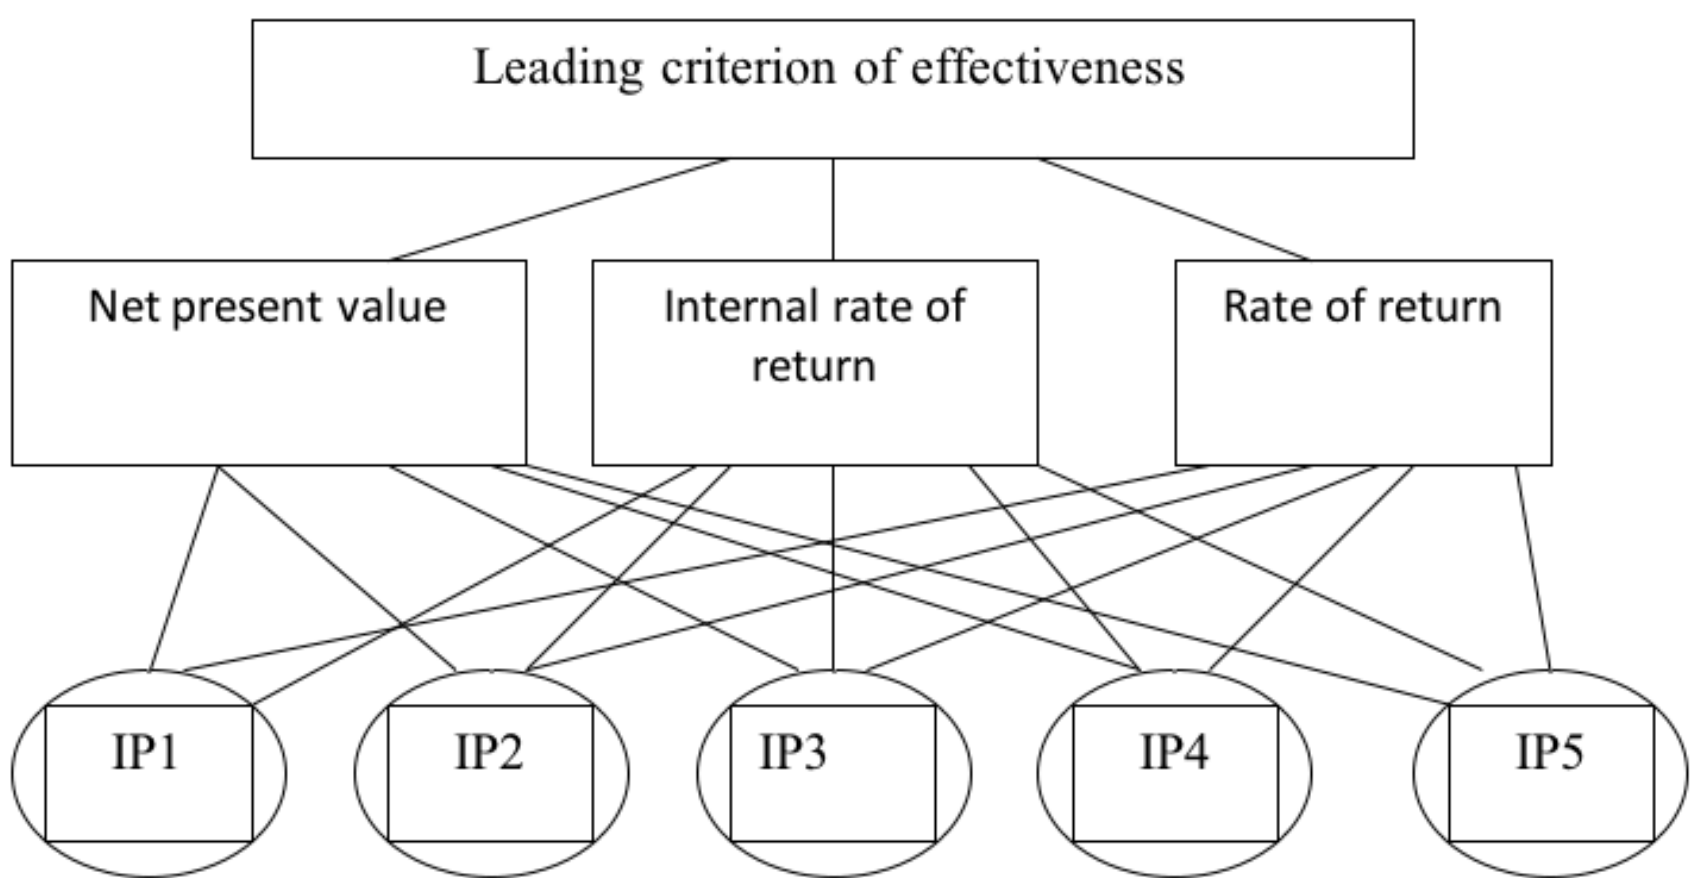 Leading criterion of effectiveness
Net present value
Internal rate of
return
Rate of return
IP1
IP2
IP3
IP4
IP5